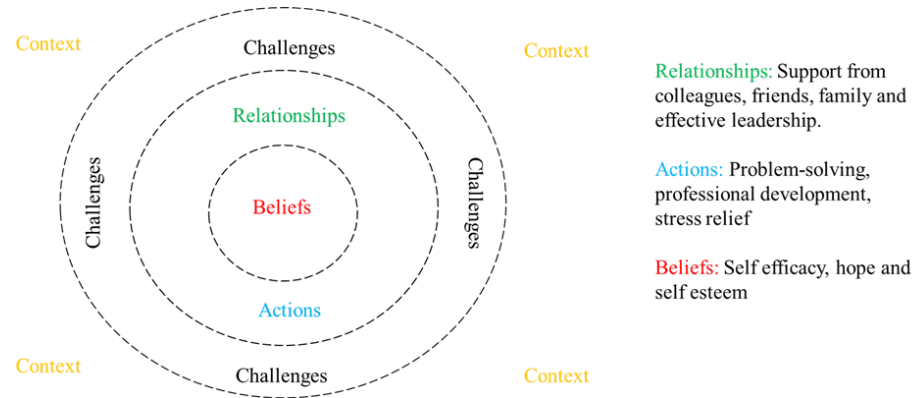 Context
Challenges
Context
Relationships
Challenges
Beliefs
Challenges
Actions
Context
Challenges
Context
Relationships: Support from
colleagues, friends, family and
effective leadership.
Actions: Problem-solving,
professional development,
stress relief
Beliefs: Self efficacy, hope and
self esteem